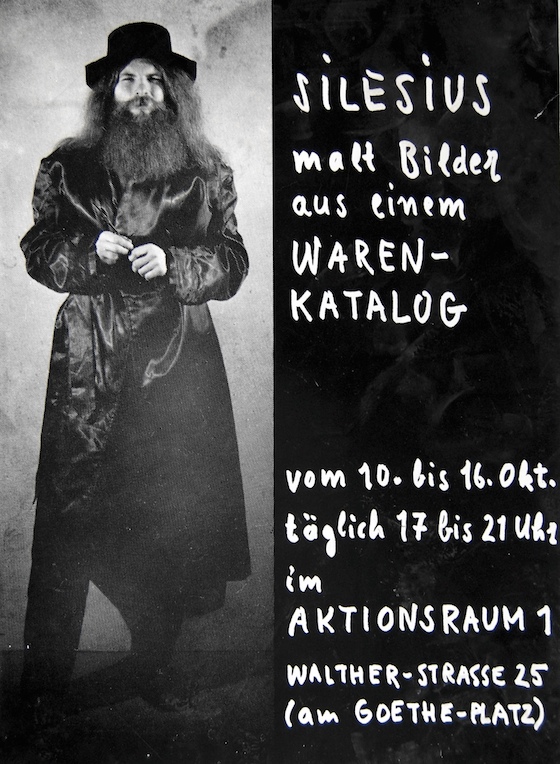 SILESIUS
malt Bilder
aus einem
WAREN-
KATALOG
vom 10. bis 16. Okt.
täglich 17 bis 21 Uhr
im
AKTIONSRAUM 1
WALTHER-STRASSE 25
(am GOETHE-PLATZ)